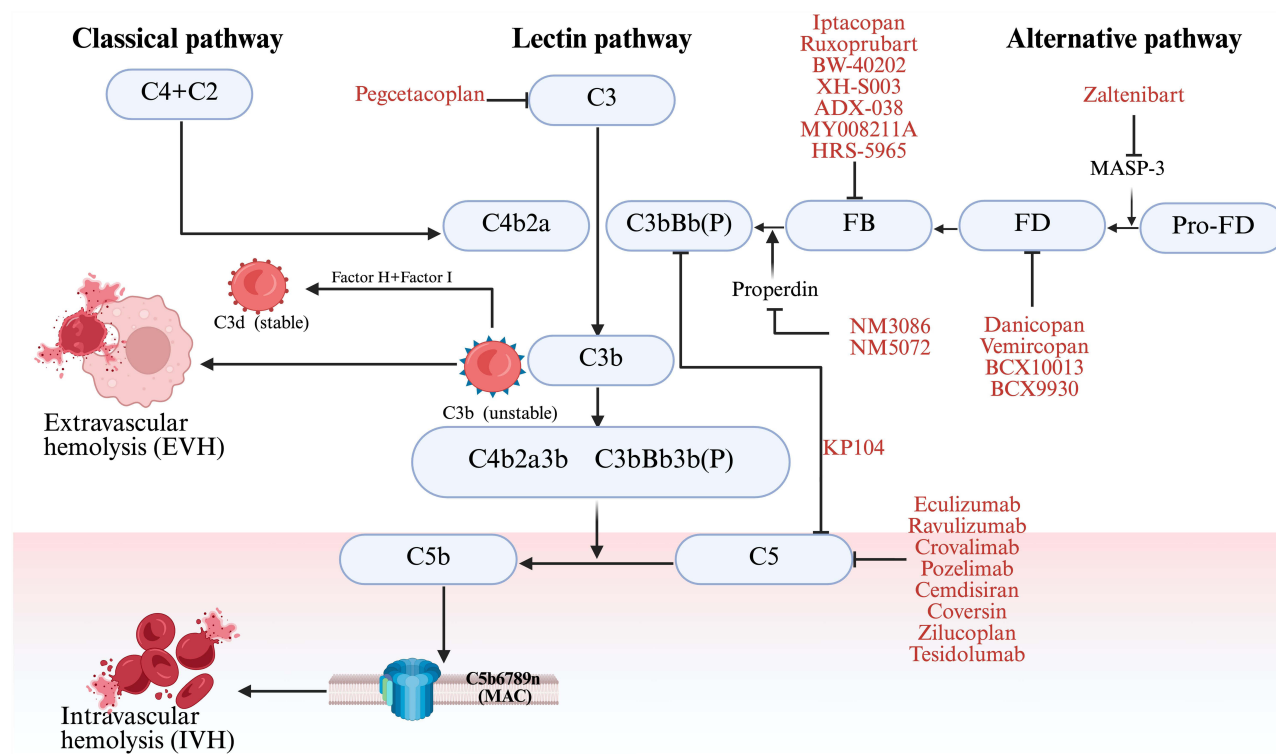 Classical pathway
Lectin pathway
Alternative pathway
C4+C2
Pegcetacoplan
C3
Iptacopan
Ruxoprubart
BW-40202
XH-S003
ADX-038
MY008211A
HRS-5965
Zaltenibart
MASP-3
C4b2a
C3bBb(P)
FB
FD
Pro-FD
Factor H+Factor I
C3d (stable)
Properdin
NM3086
NM5072
Danicopan
Vemircopan
BCX10013
BCX9930
C3b
C3b (unstable)
Extravascular
hemolysis (EVH)
C4b2a3b C3bBb3b(P)
KP104
C5b
C5
Eculizumab
Ravulizumab
Crovalimab
Pozelimab
Cemdisiran
Coversin
Zilucoplan
Tesidolumab
C5b6789n
(MAC)
Intravascular
hemolysis (IVH)